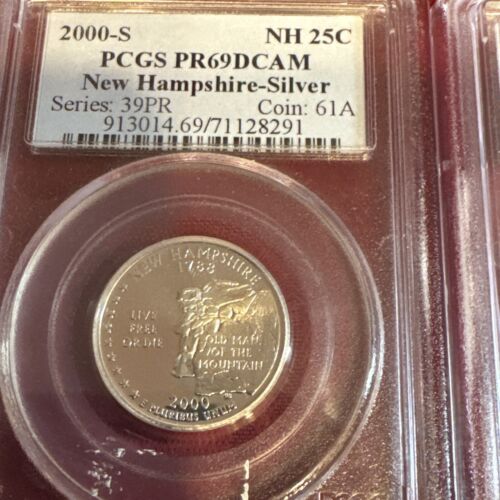 2000-S NH 25C
PCGS PR69DCAM
New Hampshire-Silver
Series: 39PR Coin: 61A
913014.69/71128291
NEW HAMPSHIRE
1788
LIVE
FREE
OR DIE
OLD MAN
OF THE
MOUNTAIN
2000
E PLURIBUS UNUM